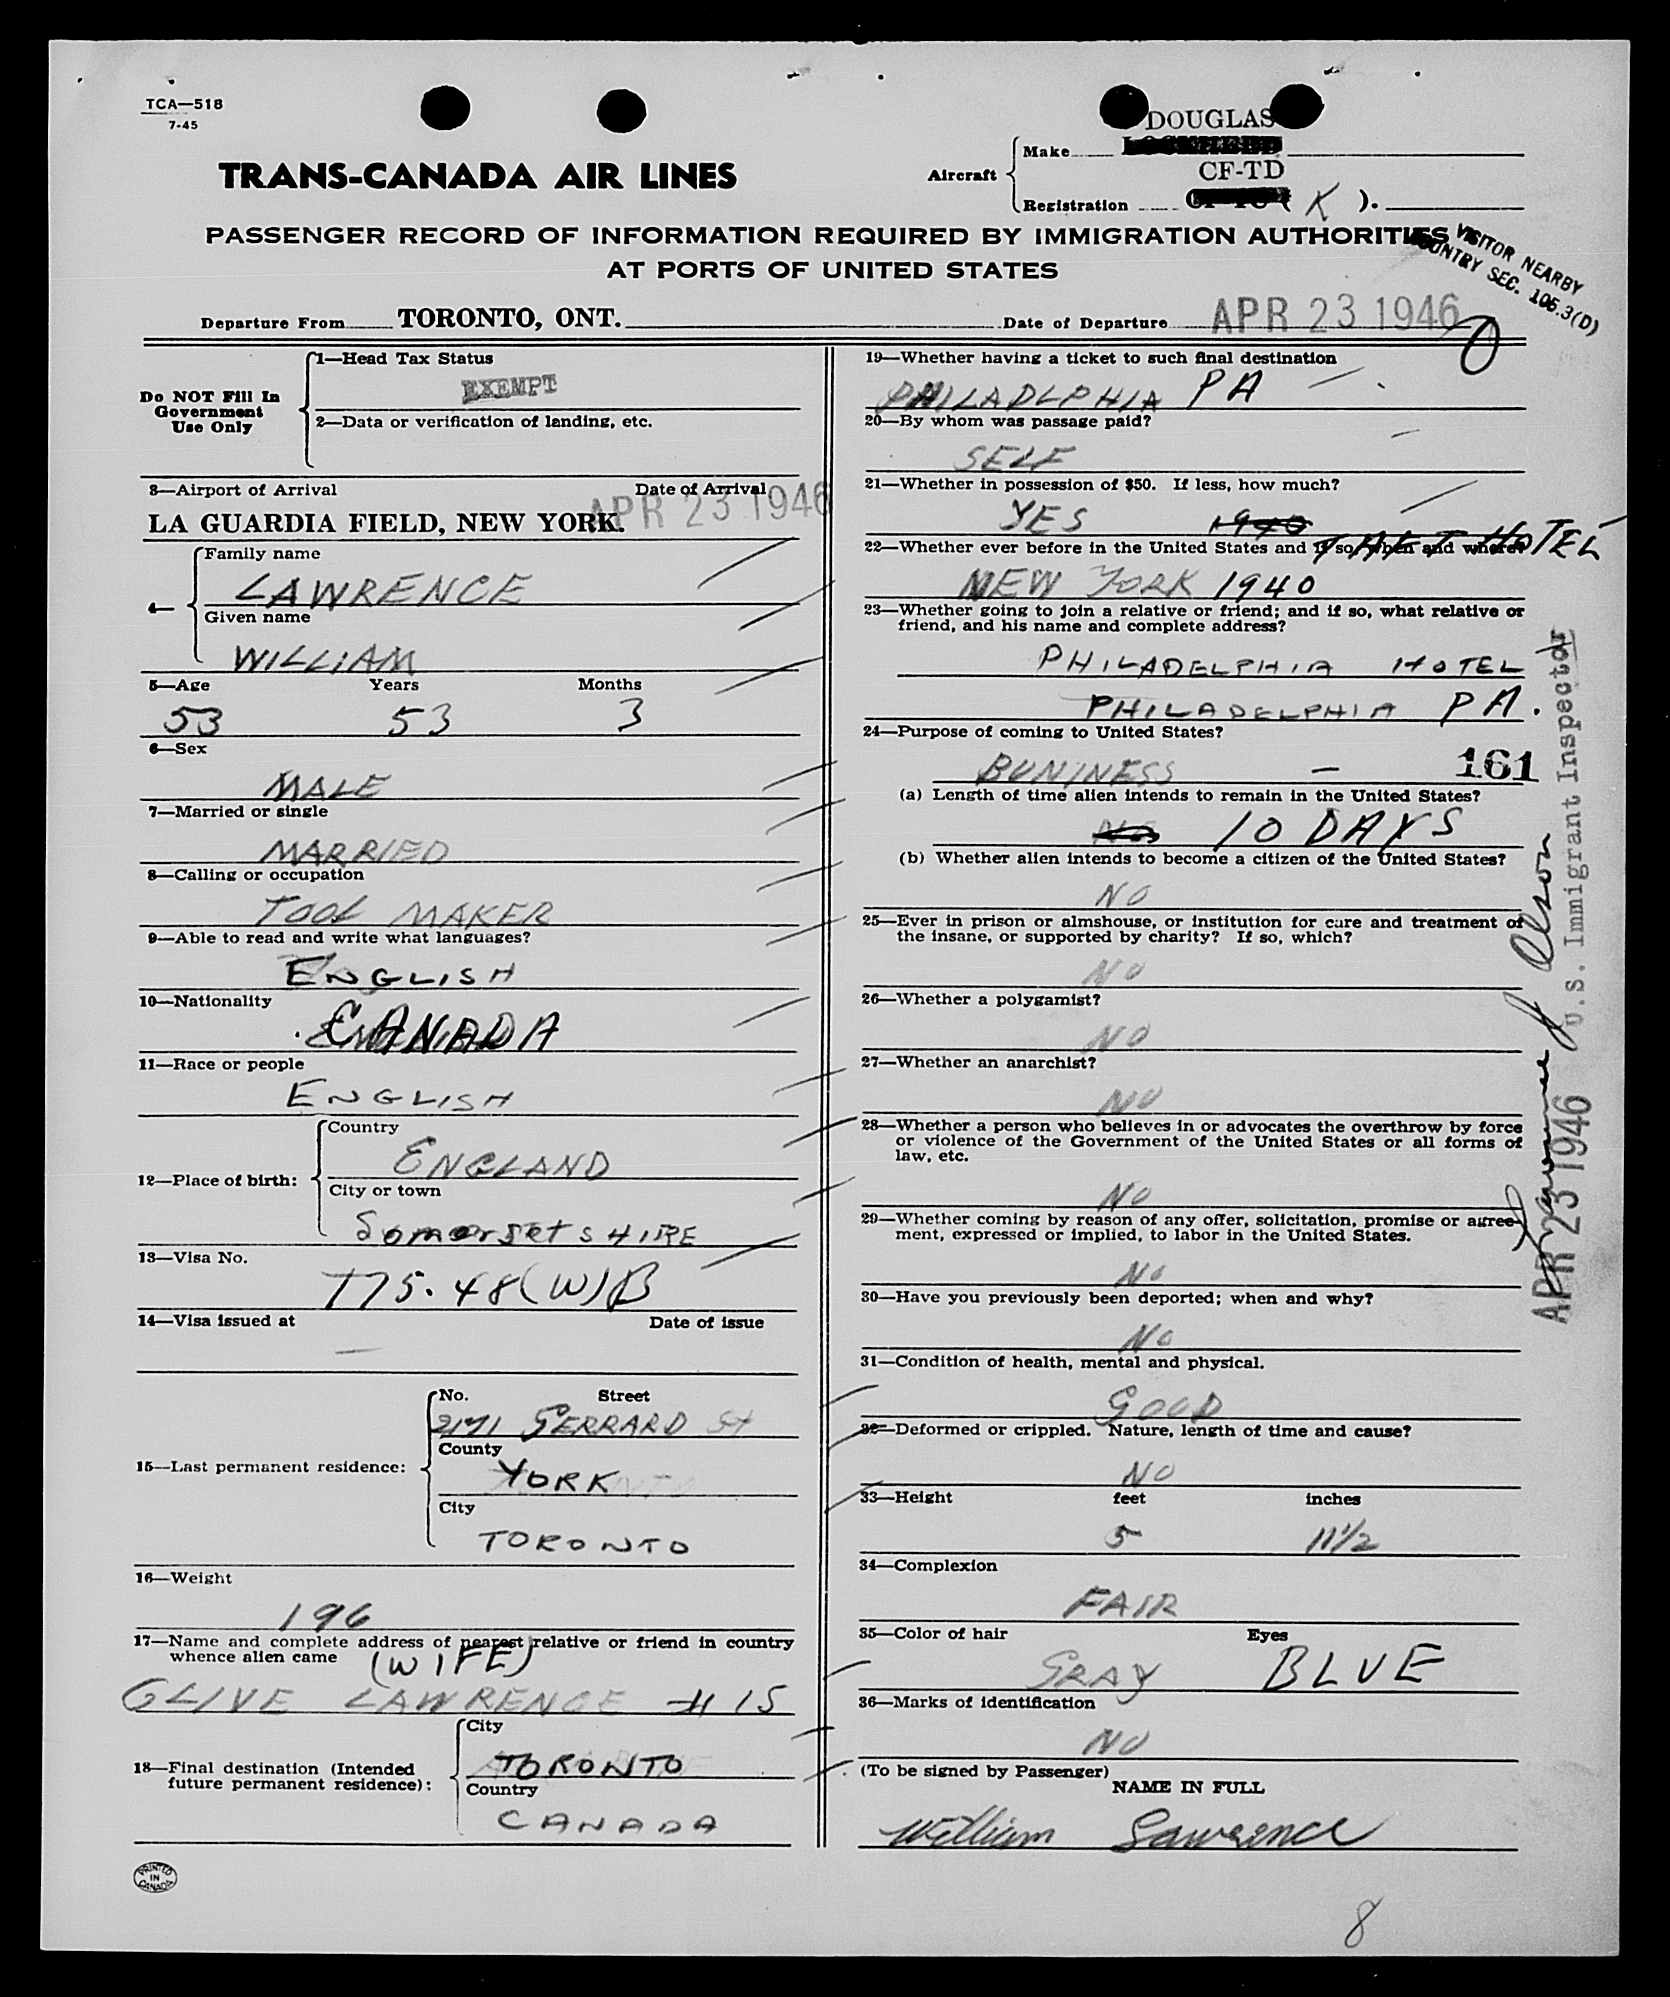 TCA—518
7-45
TRANS-CANADA AIR LINES
Aircraft
Make
DOUGLAS
CF-TD
Registration
( K ).
PASSENGER RECORD OF INFORMATION REQUIRED BY IMMIGRATION AUTHORITIES
AT PORTS OF UNITED STATES
VISITOR NEARBY
COUNTRY SEC. 105.3(D)
Departure From TORONTO, ONT. Date of Departure APR 23 1946
Do NOT Fill In
Government
Use Only
1—Head Tax Status
EXEMPT
2—Data or verification of landing, etc.
3—Airport of Arrival Date of Arrival
LA GUARDIA FIELD, NEW YORK. APR 23 1946
4—
Family name
LAWRENCE
Given name
WILLIAM
5—Age Years Months
53 53 3
6—Sex
MALE
7—Married or single
MARRIED
8—Calling or occupation
TOOL MAKER
9—Able to read and write what languages?
ENGLISH
10—Nationality
CANADA
11—Race or people
ENGLISH
12—Place of birth:
Country
ENGLAND
City or town
SomersetSHIRE
13—Visa No.
175.48(W)B
14—Visa issued at Date of issue
—
15—Last permanent residence:
No. Street
2171 GERRARD St
County
YORK
City
TORONTO
16—Weight
196
17—Name and complete address of nearest relative or friend in country
whence alien came (WIFE)
OLIVE LAWRENCE # 15
18—Final destination (Intended
future permanent residence):
City
TORONTO
Country
CANADA
PRINTED
IN
CANADA
19—Whether having a ticket to such final destination
PHILADLPHIA PA —
20—By whom was passage paid?
SELF
21—Whether in possession of $50. If less, how much?
YES 1940
22—Whether ever before in the United States and if so, when and where?
TAFT HOTEL
NEW YORK 1940
23—Whether going to join a relative or friend; and if so, what relative or
friend, and his name and complete address?
PHILADELPHIA HOTEL
PHILADELPHIA PA.
24—Purpose of coming to United States?
BUNINESS — 161
(a) Length of time alien intends to remain in the United States?
10 DAYS
(b) Whether alien intends to become a citizen of the United States?
NO
25—Ever in prison or almshouse, or institution for care and treatment of
the insane, or supported by charity? If so, which?
NO
26—Whether a polygamist?
NO
27—Whether an anarchist?
NO
28—Whether a person who believes in or advocates the overthrow by force
or violence of the Government of the United States or all forms of
law, etc.
NO
29—Whether coming by reason of any offer, solicitation, promise or agree-
ment, expressed or implied, to labor in the United States.
NO
30—Have you previously been deported; when and why?
NO
31—Condition of health, mental and physical.
GOOD
32—Deformed or crippled. Nature, length of time and cause?
NO
33—Height feet inches
5 11 1/2
34—Complexion
FAIR
35—Color of hair Eyes
GRAY BLUE
36—Marks of identification
NO
(To be signed by Passenger)
NAME IN FULL
William Lawrence
8
Lawrence J Olson
U.S. Immigrant Inspector
APR 23 1946